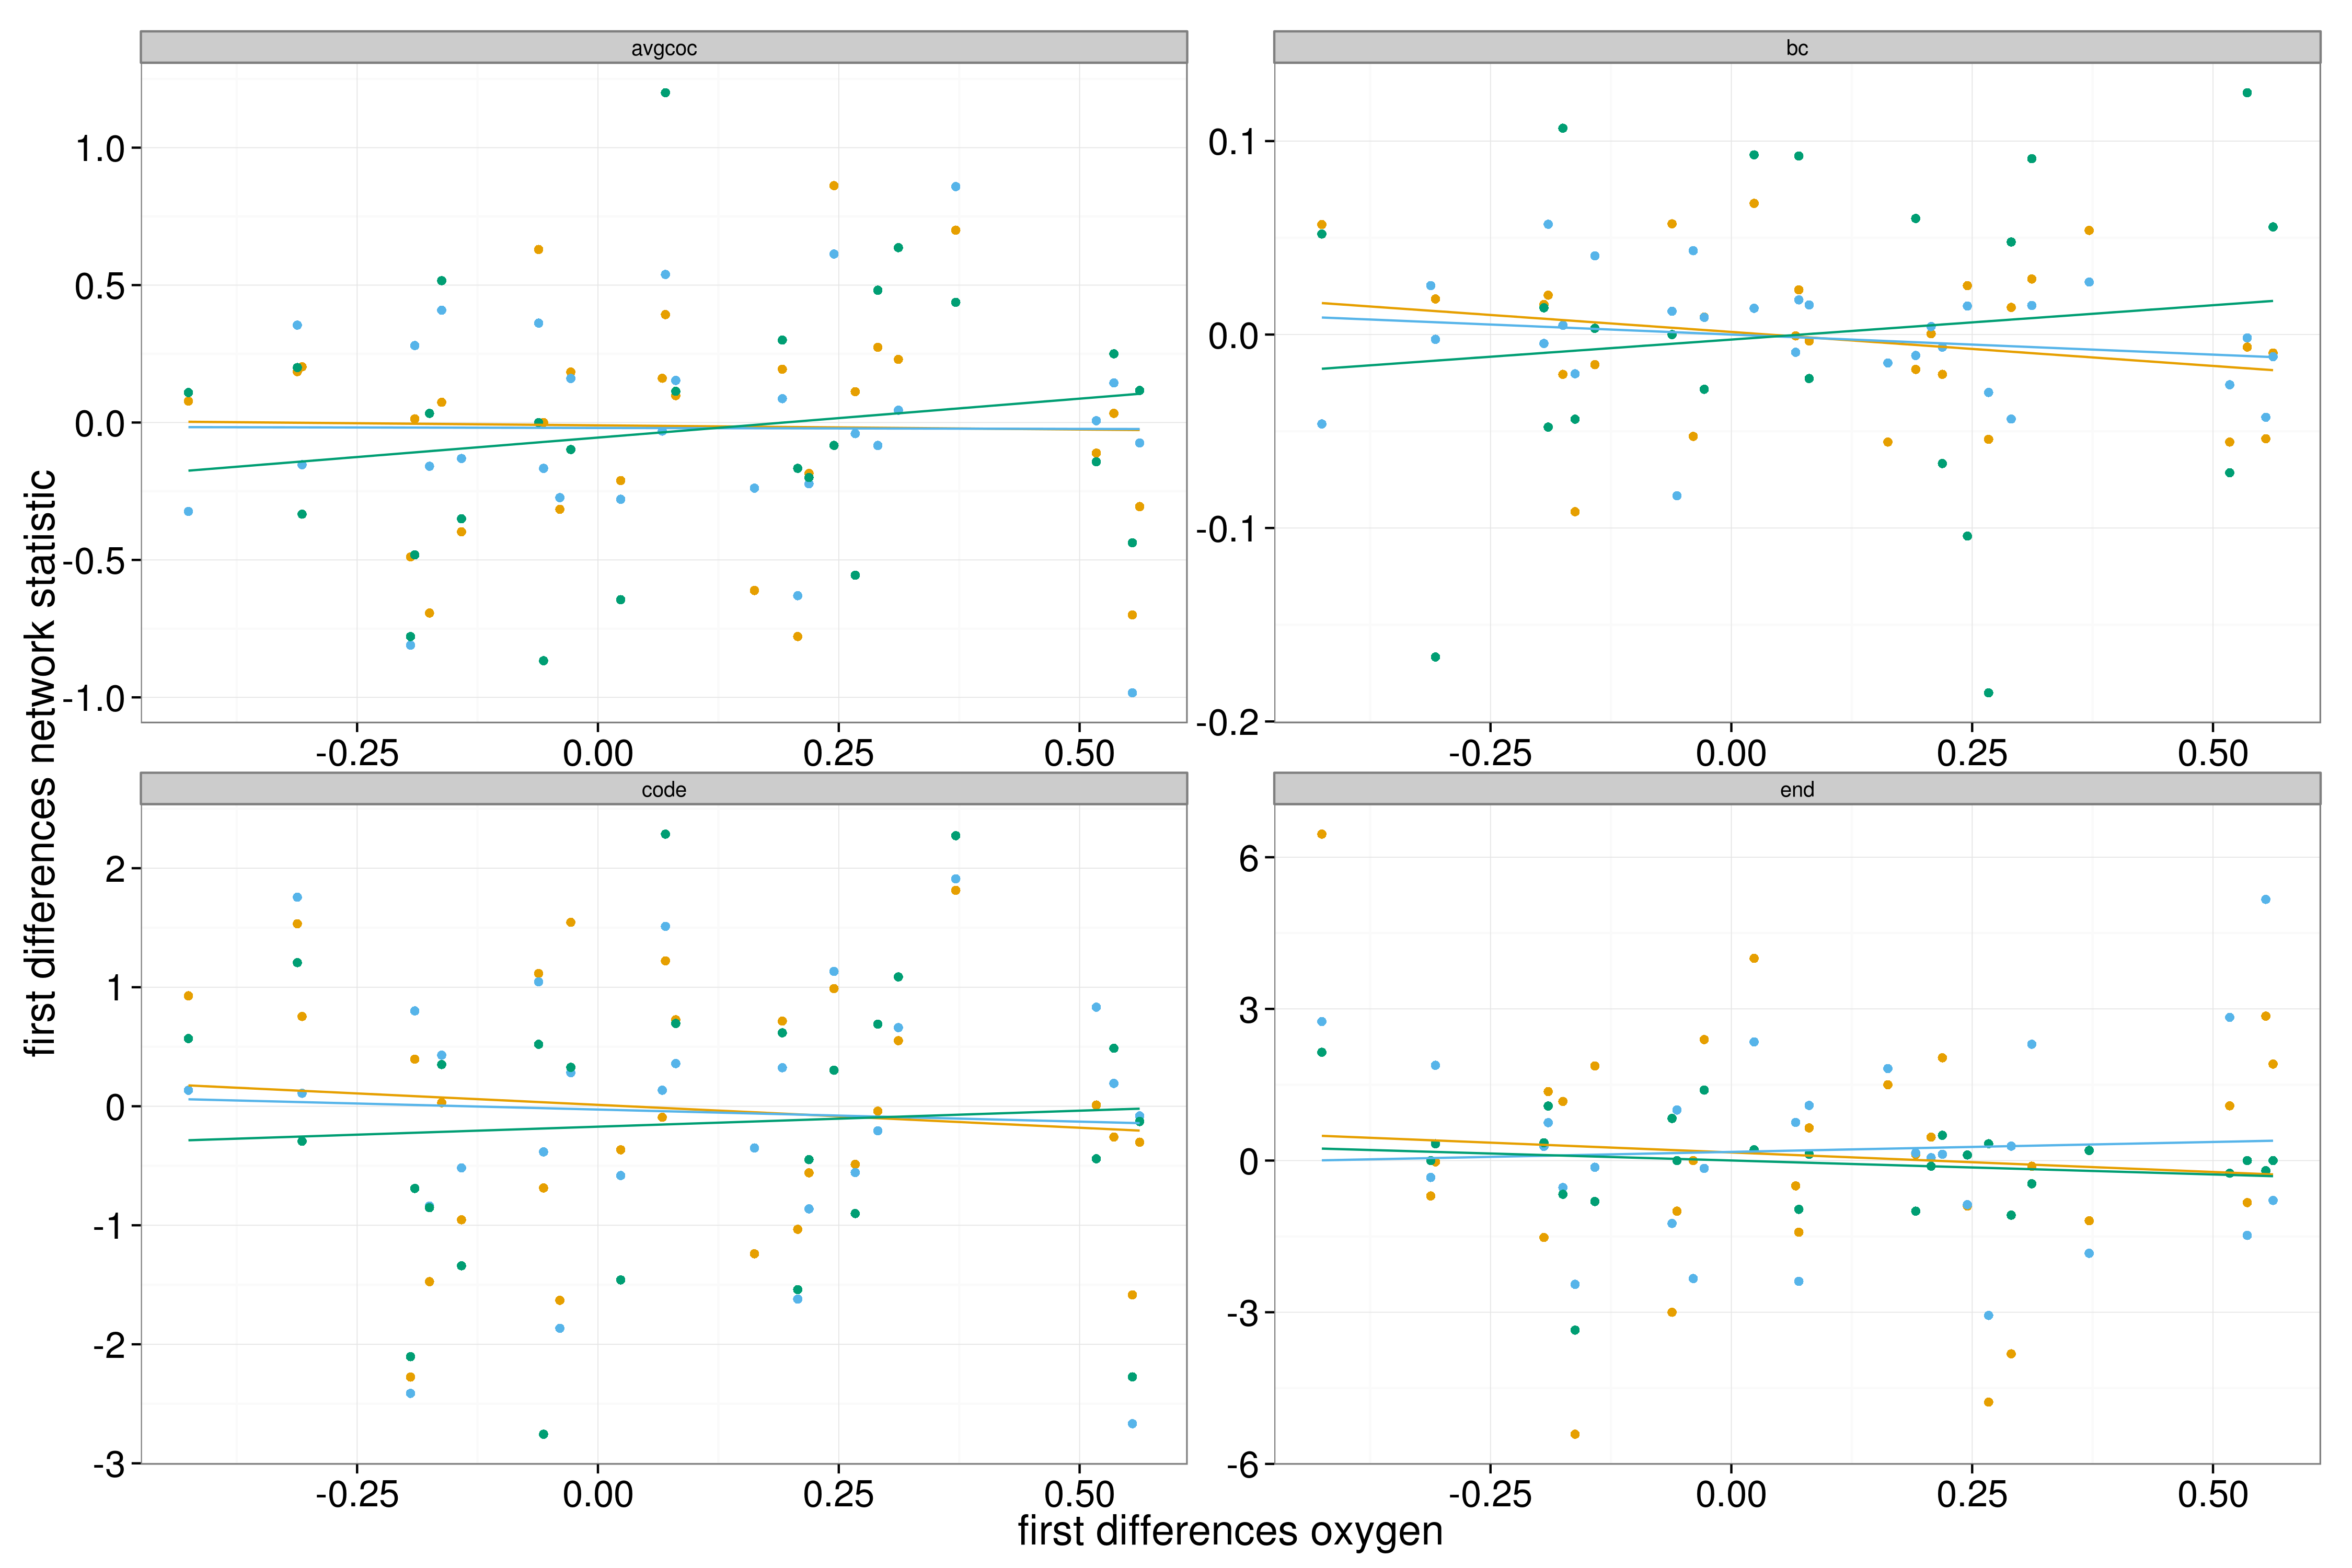 avgcoc
bc
1.0
0.5
0.0
-0.5
-1.0
0.1
0.0
-0.1
-0.2
-0.25 0.00 0.25 0.50
-0.25 0.00 0.25 0.50
first differences network statistic
code
end
2
1
0
-1
-2
-3
6
3
0
-3
-6
-0.25 0.00 0.25 0.50
-0.25 0.00 0.25 0.50
first differences oxygen